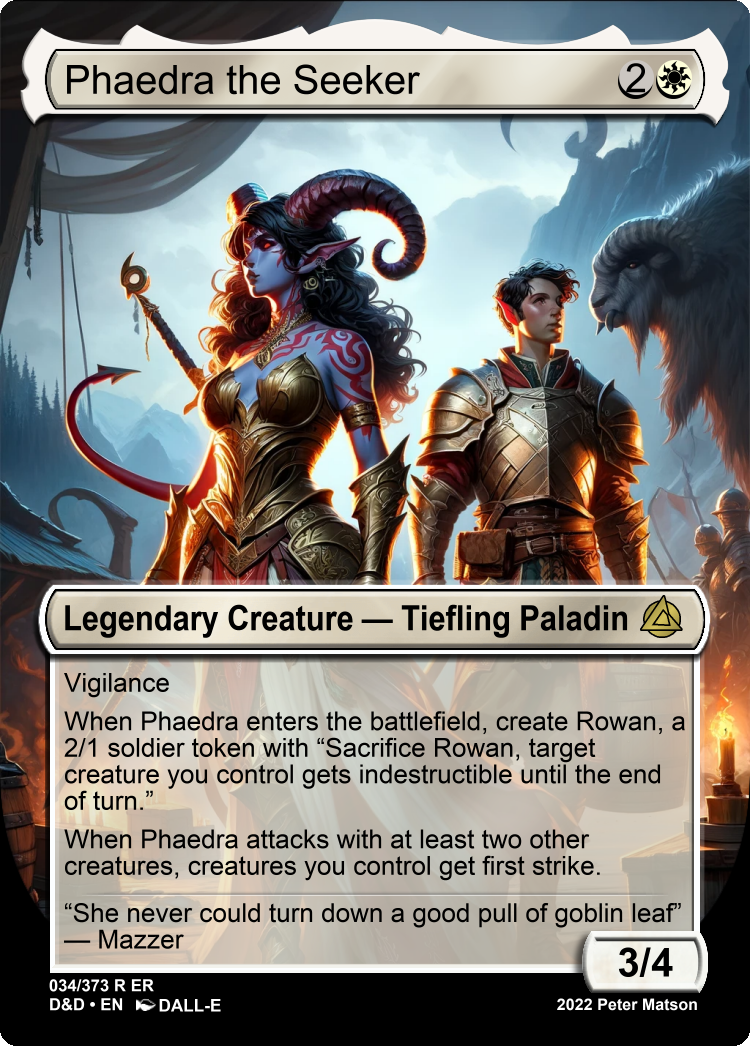 Phaedra the Seeker 2
Legendary Creature — Tiefling Paladin
Vigilance
When Phaedra enters the battlefield, create Rowan, a
2/1 soldier token with “Sacrifice Rowan, target
creature you control gets indestructible until the end
of turn.”
When Phaedra attacks with at least two other
creatures, creatures you control get first strike.
“She never could turn down a good pull of goblin leaf”
— Mazzer
3/4
034/373 R ER
D&D • EN DALL-E
2022 Peter Matson